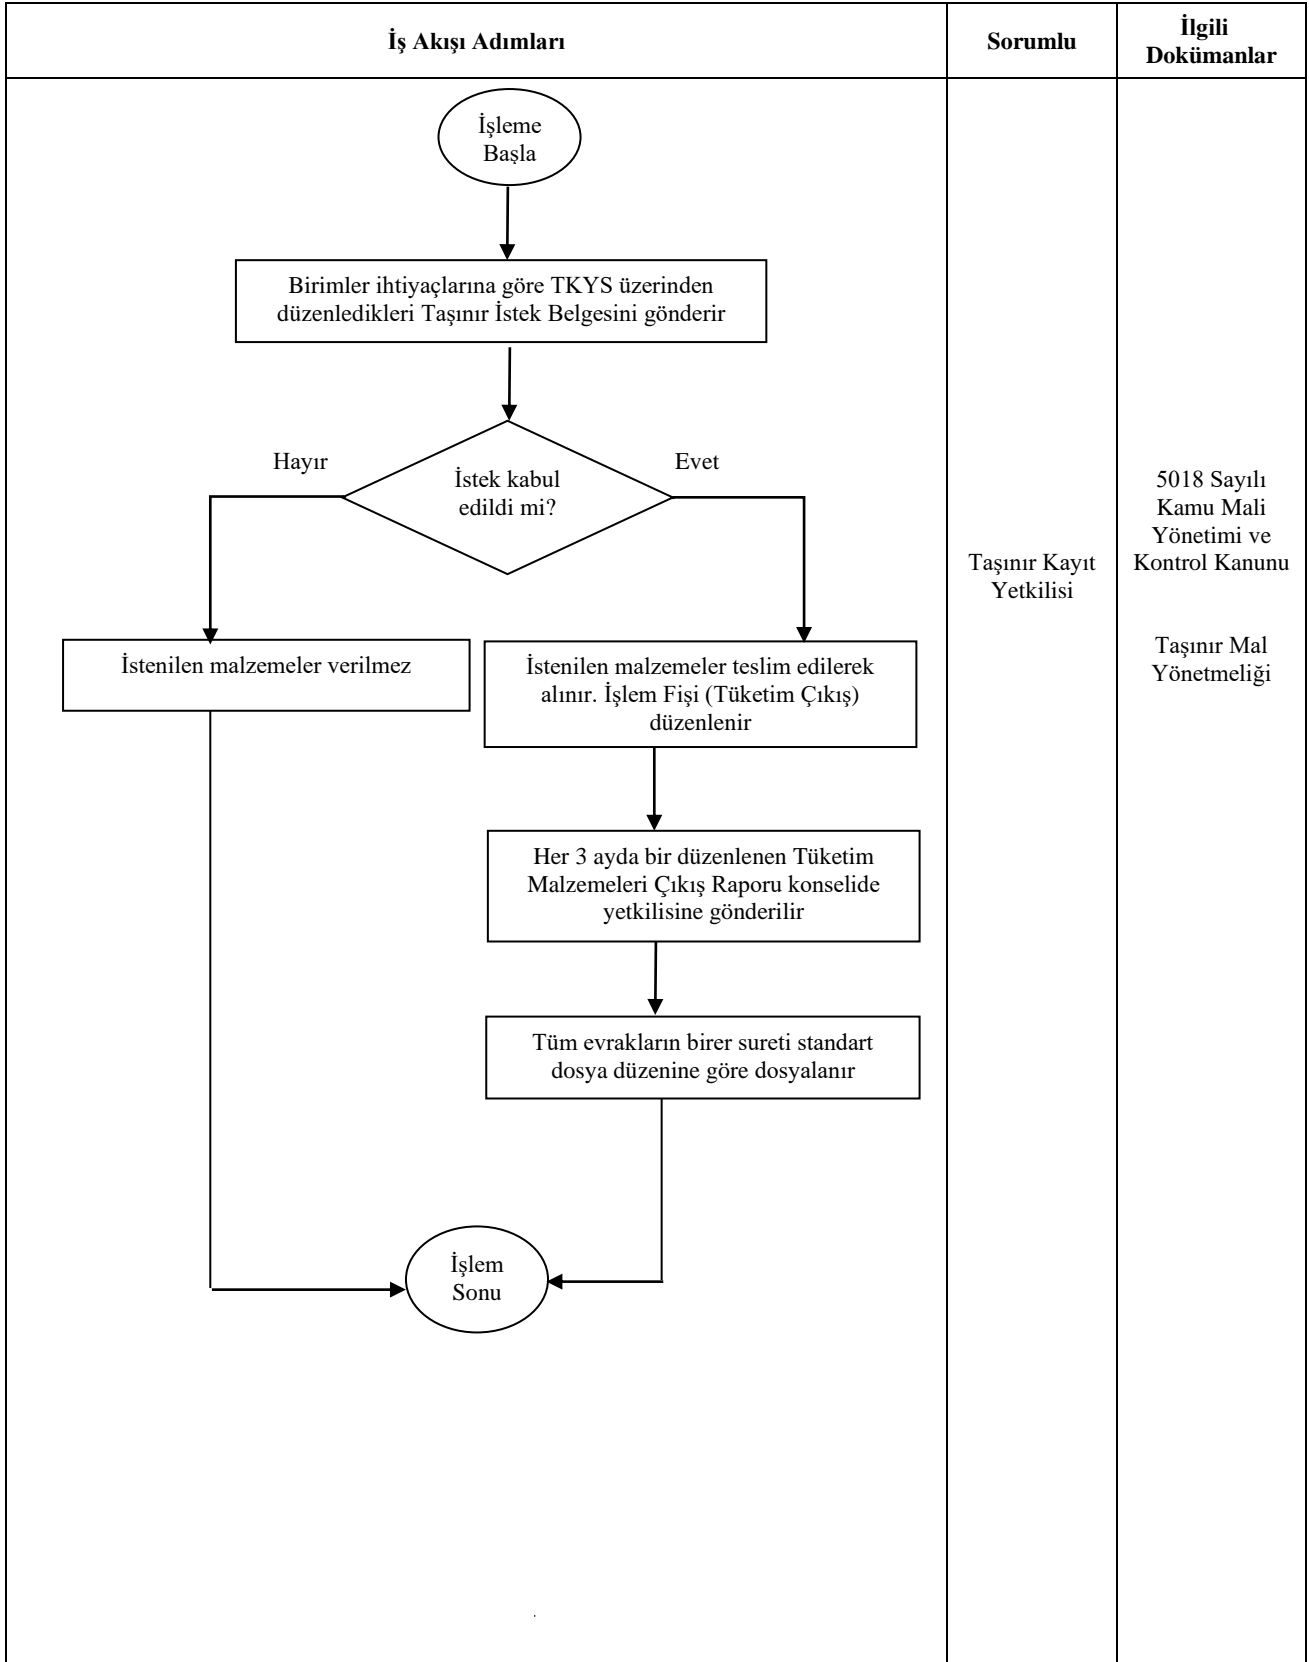 İş Akışı Adımları
Sorumlu
İlgili
Dokümanlar
İşleme
Başla
Birimler ihtiyaçlarına göre TKYS üzerinden
düzenledikleri Taşınır İstek Belgesini gönderir
Hayır
İstek kabul
edildi mi?
Evet
İstenilen malzemeler verilmez
İstenilen malzemeler teslim edilerek
alınır. İşlem Fişi (Tüketim Çıkış)
düzenlenir
Her 3 ayda bir düzenlenen Tüketim
Malzemeleri Çıkış Raporu konselide
yetkilisine gönderilir
Tüm evrakların birer sureti standart
dosya düzenine göre dosyalanır
İşlem
Sonu
Taşınır Kayıt
Yetkilisi
5018 Sayılı
Kamu Mali
Yönetimi ve
Kontrol Kanunu
Taşınır Mal
Yönetmeliği